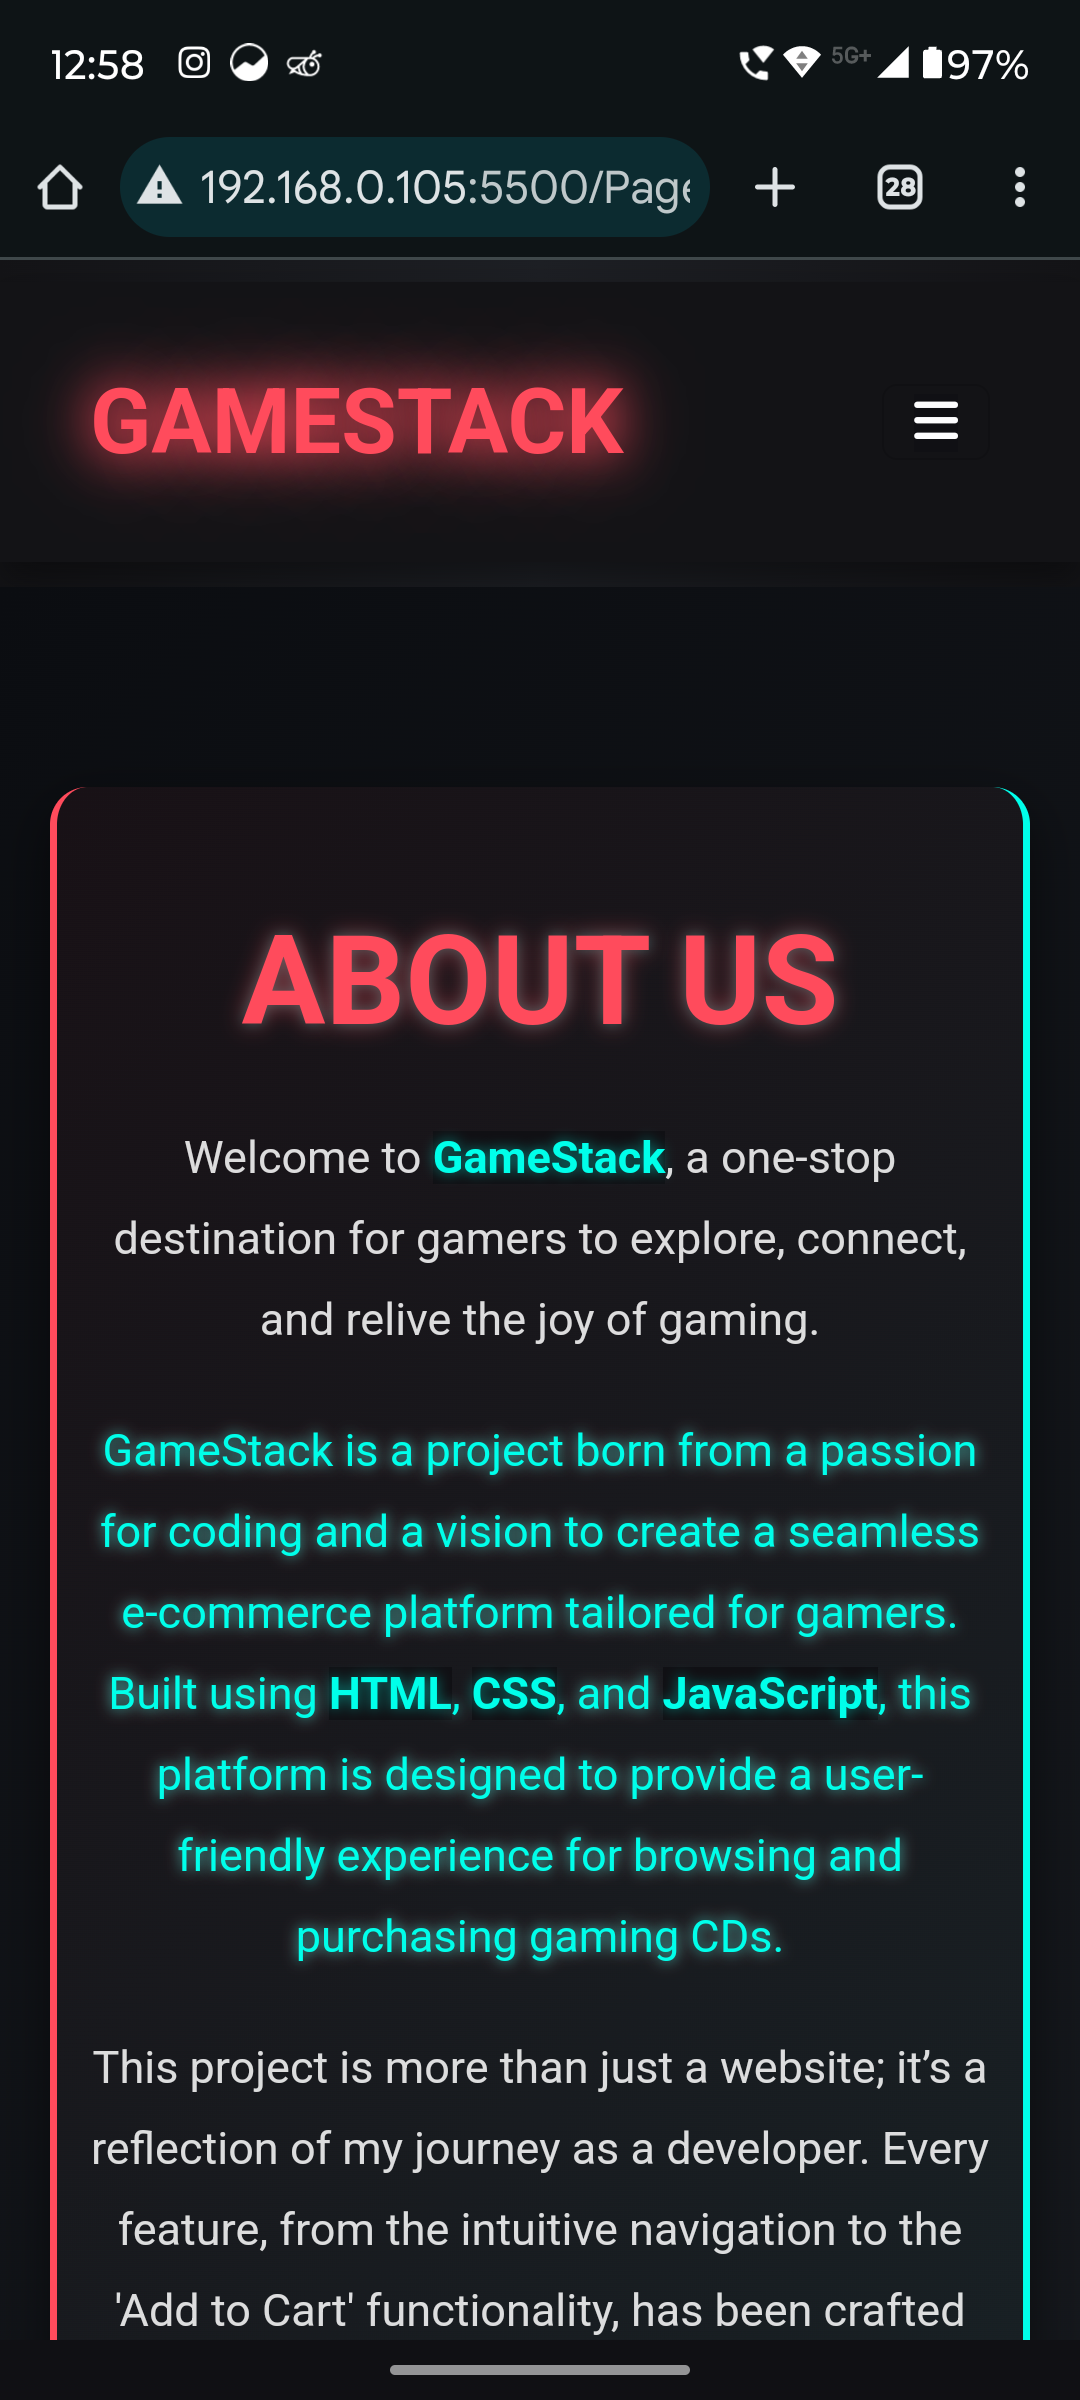 12:58
5G+
97%
192.168.0.105:5500/Page
28
GAMESTACK
ABOUT US
Welcome to GameStack, a one-stop
destination for gamers to explore, connect,
and relive the joy of gaming.
GameStack is a project born from a passion
for coding and a vision to create a seamless
e-commerce platform tailored for gamers.
Built using HTML, CSS, and JavaScript, this
platform is designed to provide a user-
friendly experience for browsing and
purchasing gaming CDs.
This project is more than just a website; it’s a
reflection of my journey as a developer. Every
feature, from the intuitive navigation to the
'Add to Cart' functionality, has been crafted